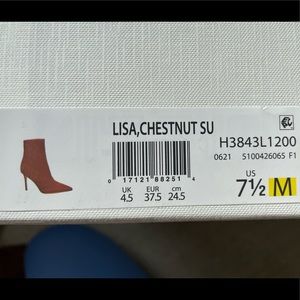 LISA,CHESTNUT SU
H3843L1200
0621 5100426065 F1
0 17121 88251 4
UK EUR cm
4.5 37.5 24.5
US
7½ M